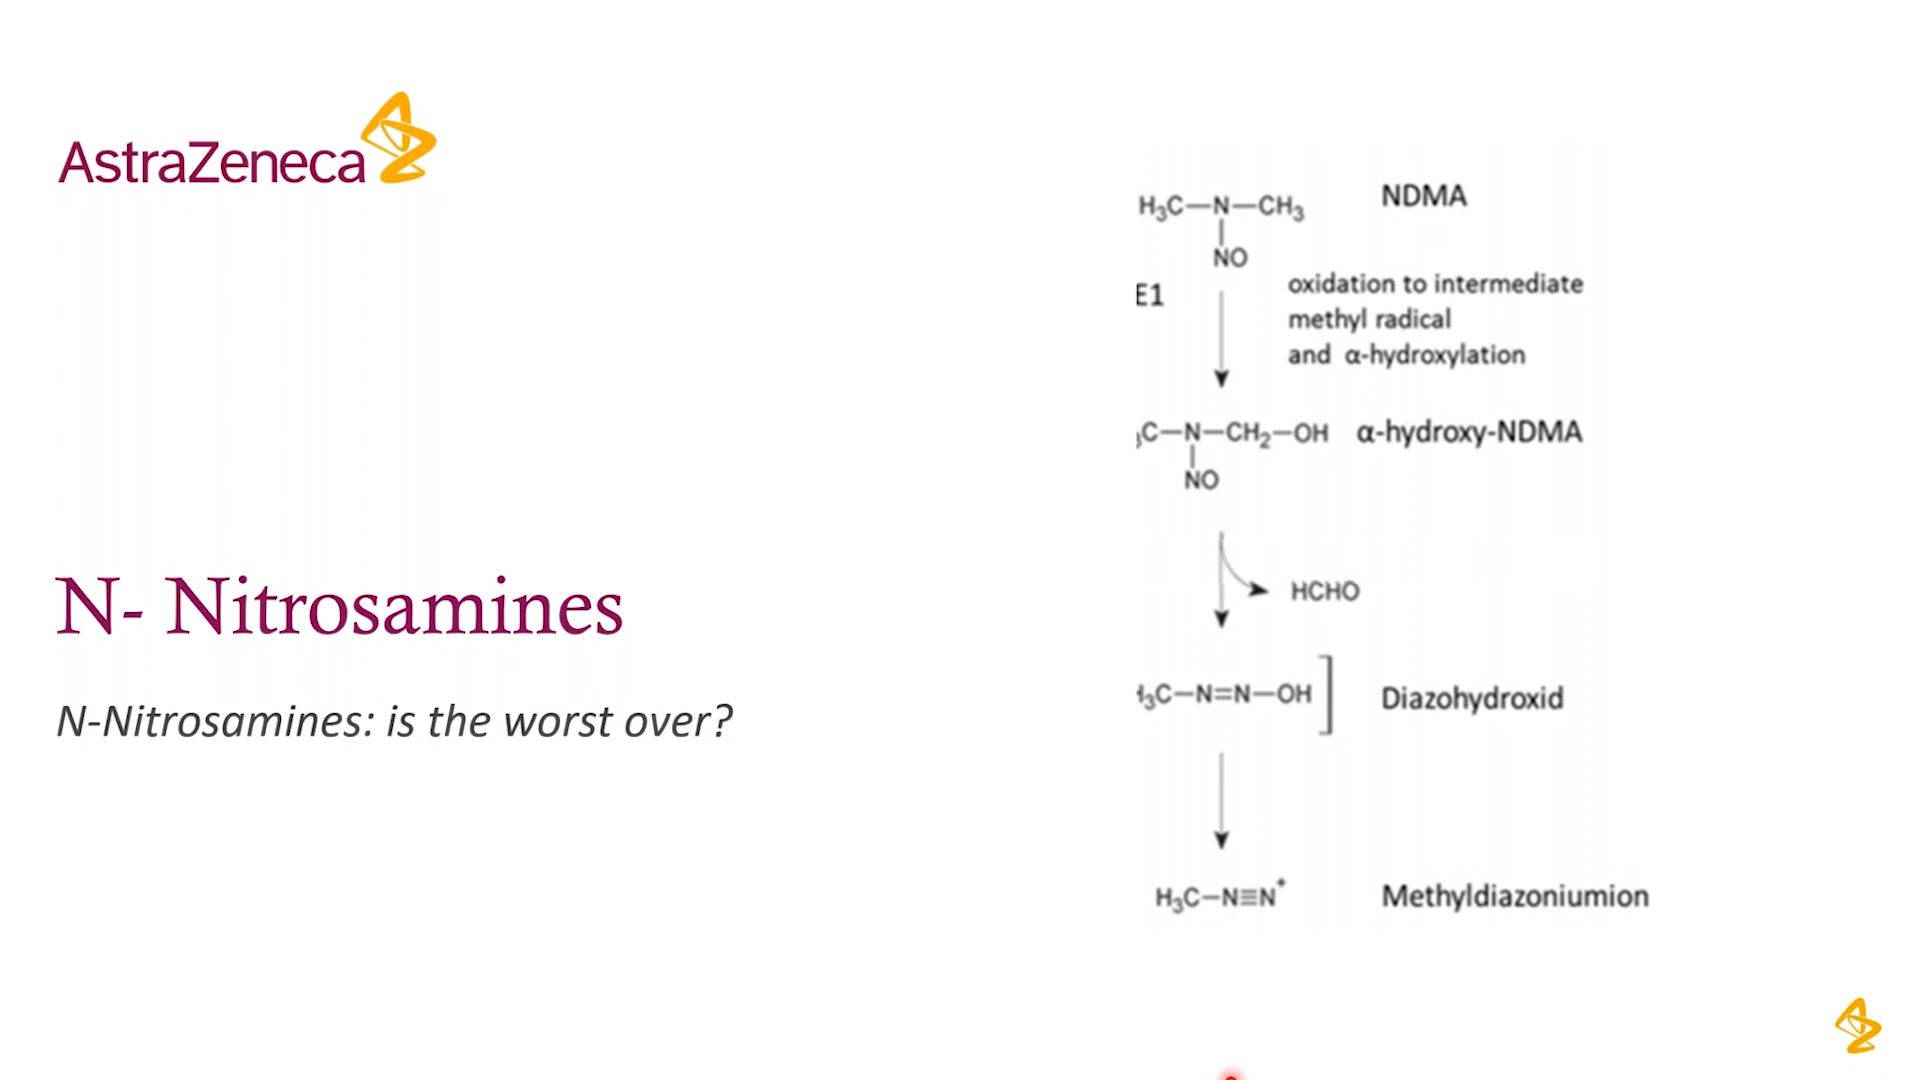 AstraZeneca
N- Nitrosamines
N-Nitrosamines: is the worst over?
H₃C—N—CH₃ NDMA
NO
E1
oxidation to intermediate
methyl radical
and α-hydroxylation
₃C—N—CH₂—OH α-hydroxy-NDMA
NO
HCHO
H₃C—N=N—OH ] Diazohydroxid
H₃C—N≡N⁺ Methyldiazoniumion